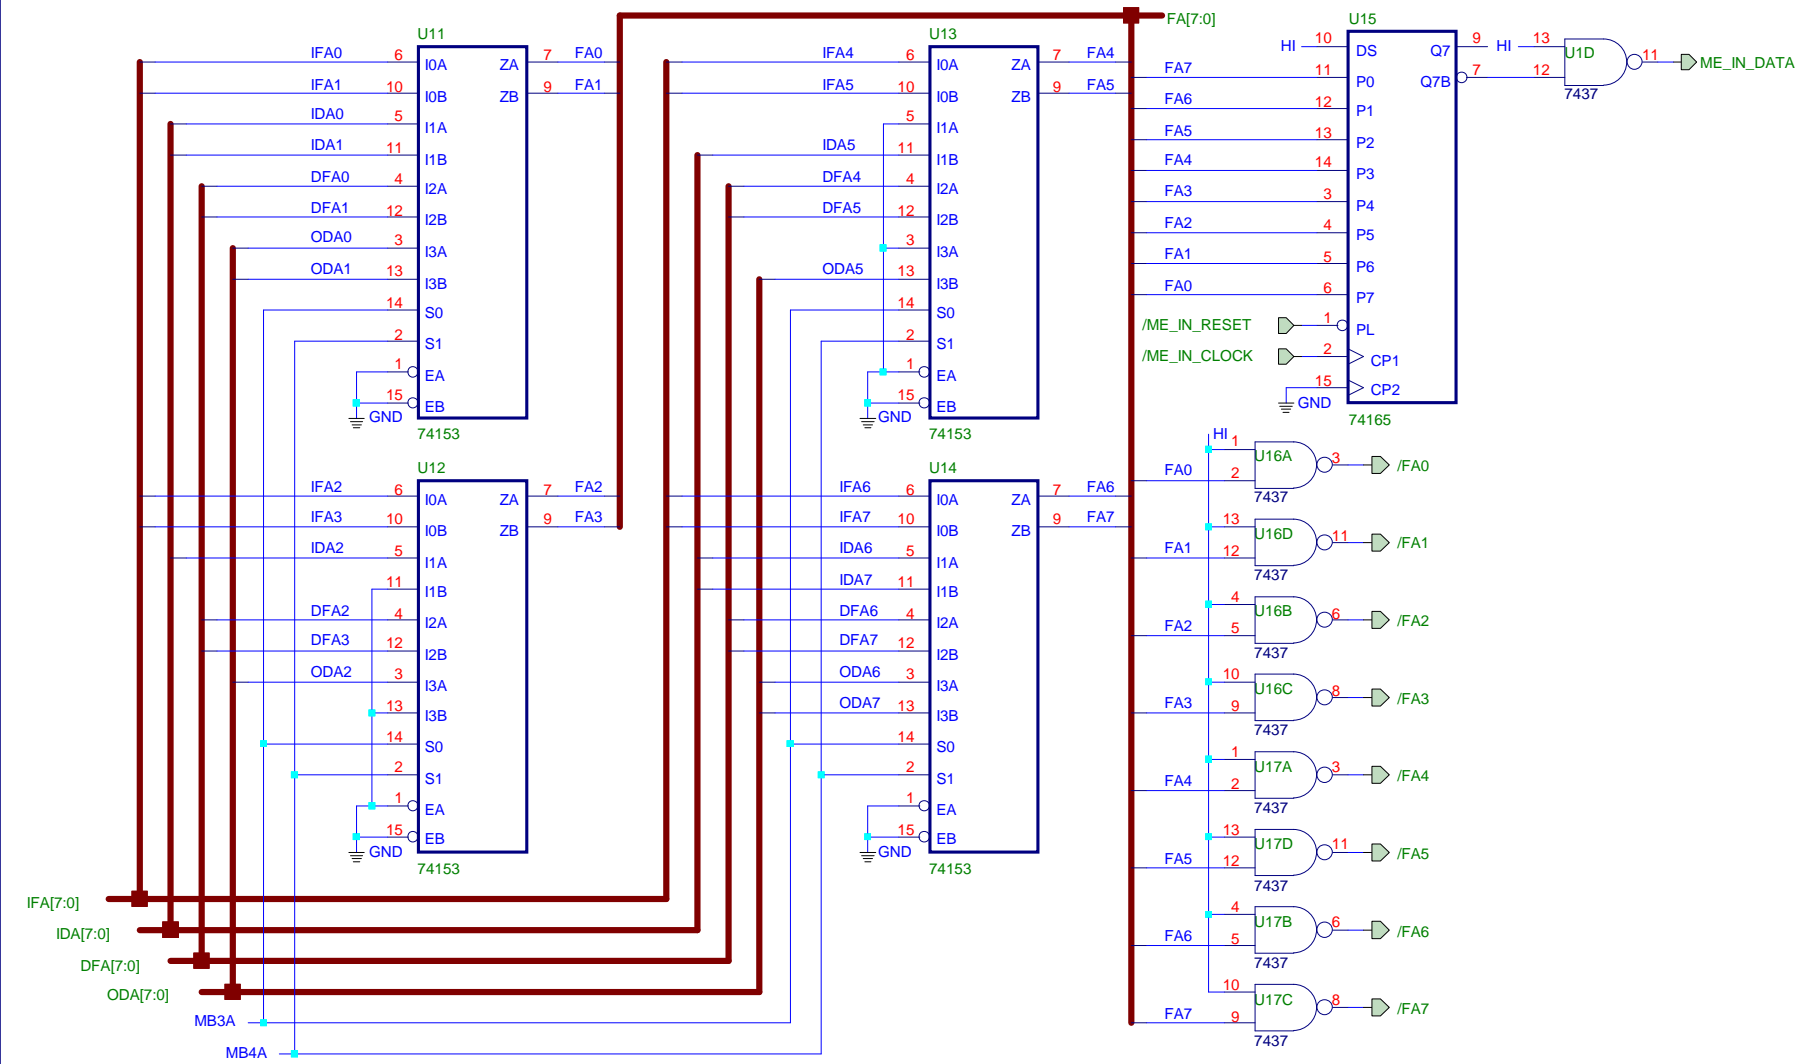 FA[7:0]
U11
IFA0 6 I0A ZA 7 FA0
IFA1 10 I0B ZB 9 FA1
IDA0 5 I1A
IDA1 11 I1B
DFA0 4 I2A
DFA1 12 I2B
ODA0 3 I3A
ODA1 13 I3B
14 S0
2 S1
1 EA
15 EB
GND
74153
U13
IFA4 6 I0A ZA 7 FA4
IFA5 10 I0B ZB 9 FA5
5 I1A
IDA5 11 I1B
DFA4 4 I2A
DFA5 12 I2B
3 I3A
ODA5 13 I3B
14 S0
2 S1
1 EA
15 EB
GND
74153
U15
HI 10 DS Q7 9
FA7 11 P0 Q7B 7
FA6 12 P1
FA5 13 P2
FA4 14 P3
FA3 3 P4
FA2 4 P5
FA1 5 P6
FA0 6 P7
/ME_IN_RESET 1 PL
/ME_IN_CLOCK 2 CP1
15 CP2
GND
74165
HI 13 U1D 11 ME_IN_DATA
12
7437
U12
IFA2 6 I0A ZA 7 FA2
IFA3 10 I0B ZB 9 FA3
IDA2 5 I1A
11 I1B
DFA2 4 I2A
DFA3 12 I2B
ODA2 3 I3A
13 I3B
14 S0
2 S1
1 EA
15 EB
GND
74153
U14
IFA6 6 I0A ZA 7 FA6
IFA7 10 I0B ZB 9 FA7
IDA6 5 I1A
IDA7 11 I1B
DFA6 4 I2A
DFA7 12 I2B
ODA6 3 I3A
ODA7 13 I3B
14 S0
2 S1
1 EA
15 EB
GND
74153
HI 1 U16A 3 /FA0
FA0 2
7437
13 U16D 11 /FA1
FA1 12
7437
4 U16B 6 /FA2
FA2 5
7437
10 U16C 8 /FA3
FA3 9
7437
1 U17A 3 /FA4
FA4 2
7437
13 U17D 11 /FA5
FA5 12
7437
4 U17B 6 /FA6
FA6 5
7437
10 U17C 8 /FA7
FA7 9
7437
IFA[7:0]
IDA[7:0]
DFA[7:0]
ODA[7:0]
MB3A
MB4A